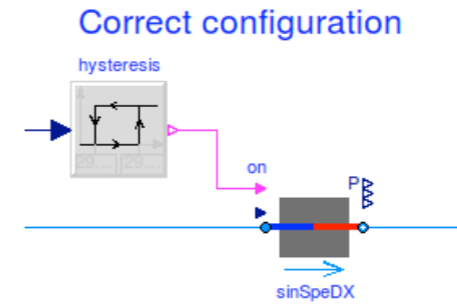 Correct configuration
hysteresis
on
P
sinSpeDX